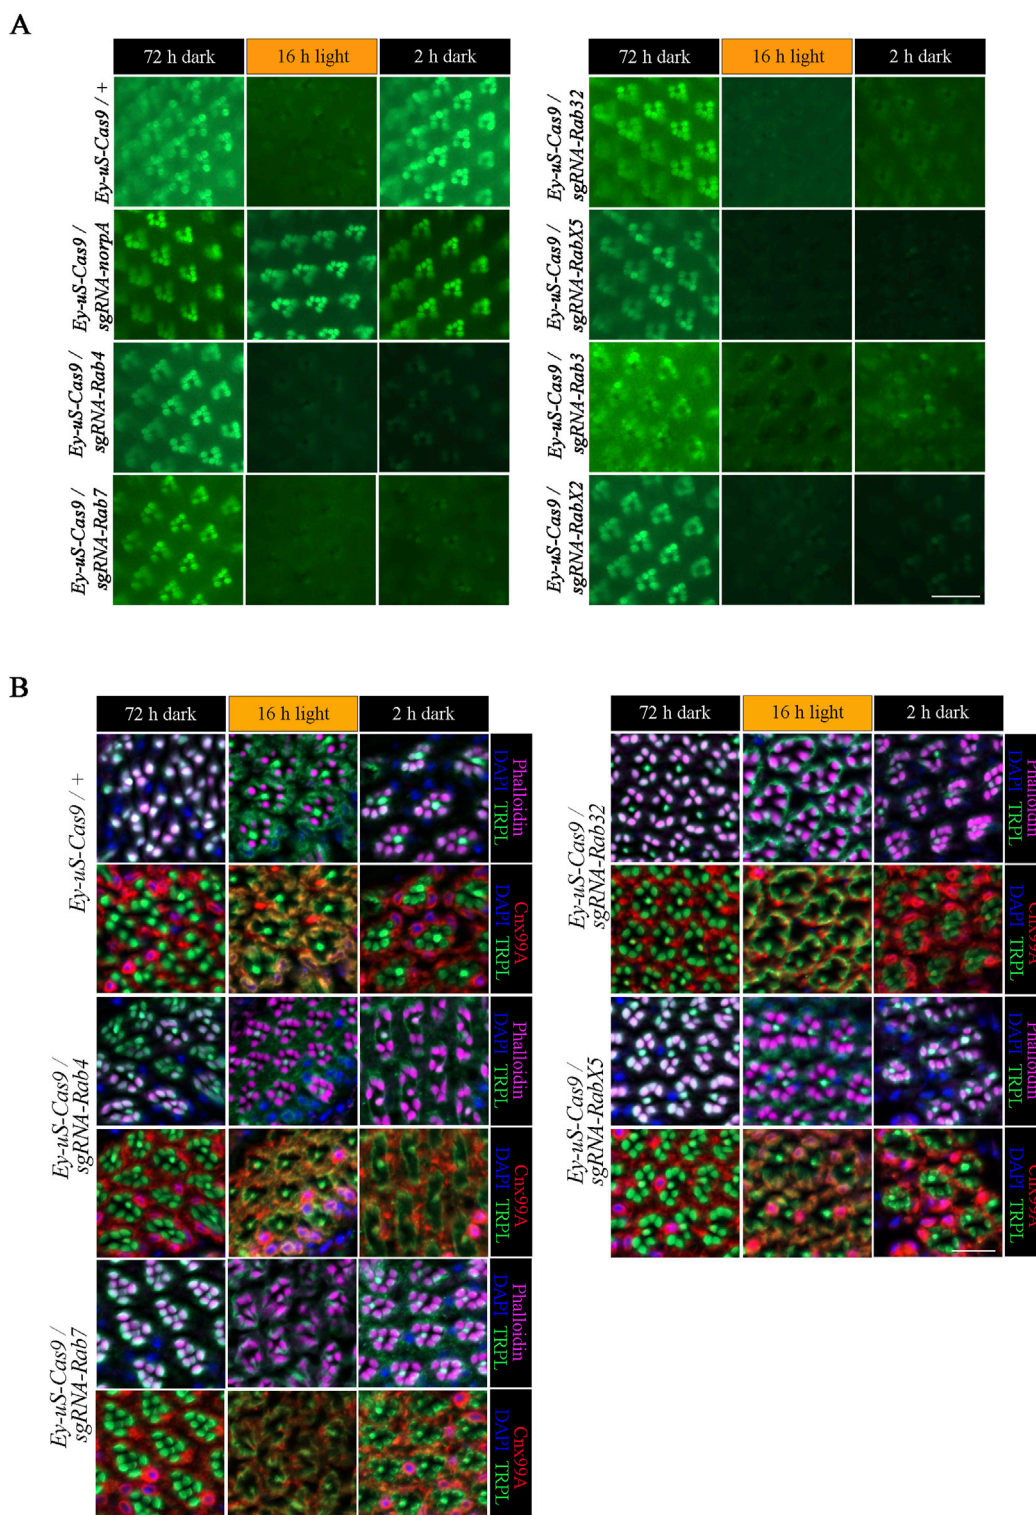 A
72 h dark
16 h light
2 h dark
Ey-uS-Cas9 / +
Ey-uS-Cas9 /
sgRNA-norpA
Ey-uS-Cas9 /
sgRNA-Rab4
Ey-uS-Cas9 /
sgRNA-Rab7
72 h dark
16 h light
2 h dark
Ey-uS-Cas9 /
sgRNA-Rab32
Ey-uS-Cas9 /
sgRNA-RabX5
Ey-uS-Cas9 /
sgRNA-Rab3
Ey-uS-Cas9 /
sgRNA-RabX2
B
72 h dark
16 h light
2 h dark
Ey-uS-Cas9 / +
Phalloidin
DAPI TRPL
Cnx99A
DAPI TRPL
Ey-uS-Cas9 /
sgRNA-Rab4
Phalloidin
DAPI TRPL
Cnx99A
DAPI TRPL
Ey-uS-Cas9 /
sgRNA-Rab7
Phalloidin
DAPI TRPL
Cnx99A
DAPI TRPL
72 h dark
16 h light
2 h dark
Ey-uS-Cas9 /
sgRNA-Rab32
Phalloidin
DAPI TRPL
Cnx99A
DAPI TRPL
Ey-uS-Cas9 /
sgRNA-RabX5
Phalloidin
DAPI TRPL
Cnx99A
DAPI TRPL